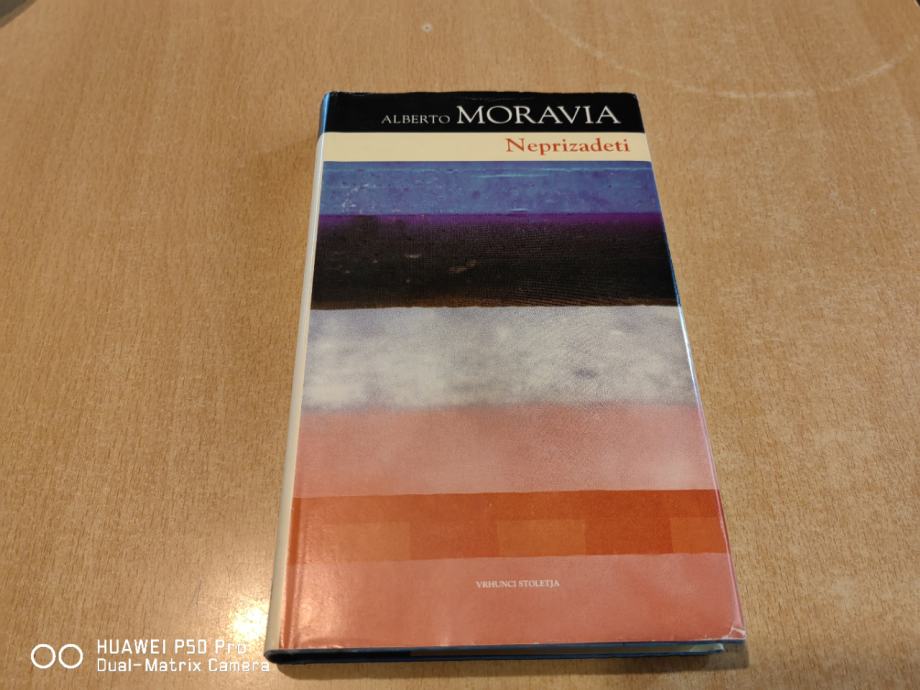 ALBERTO MORAVIA
Neprizadeti
VRHUNCI STOLETJA
HUAWEI P50 Pro
Dual-Matrix Camera